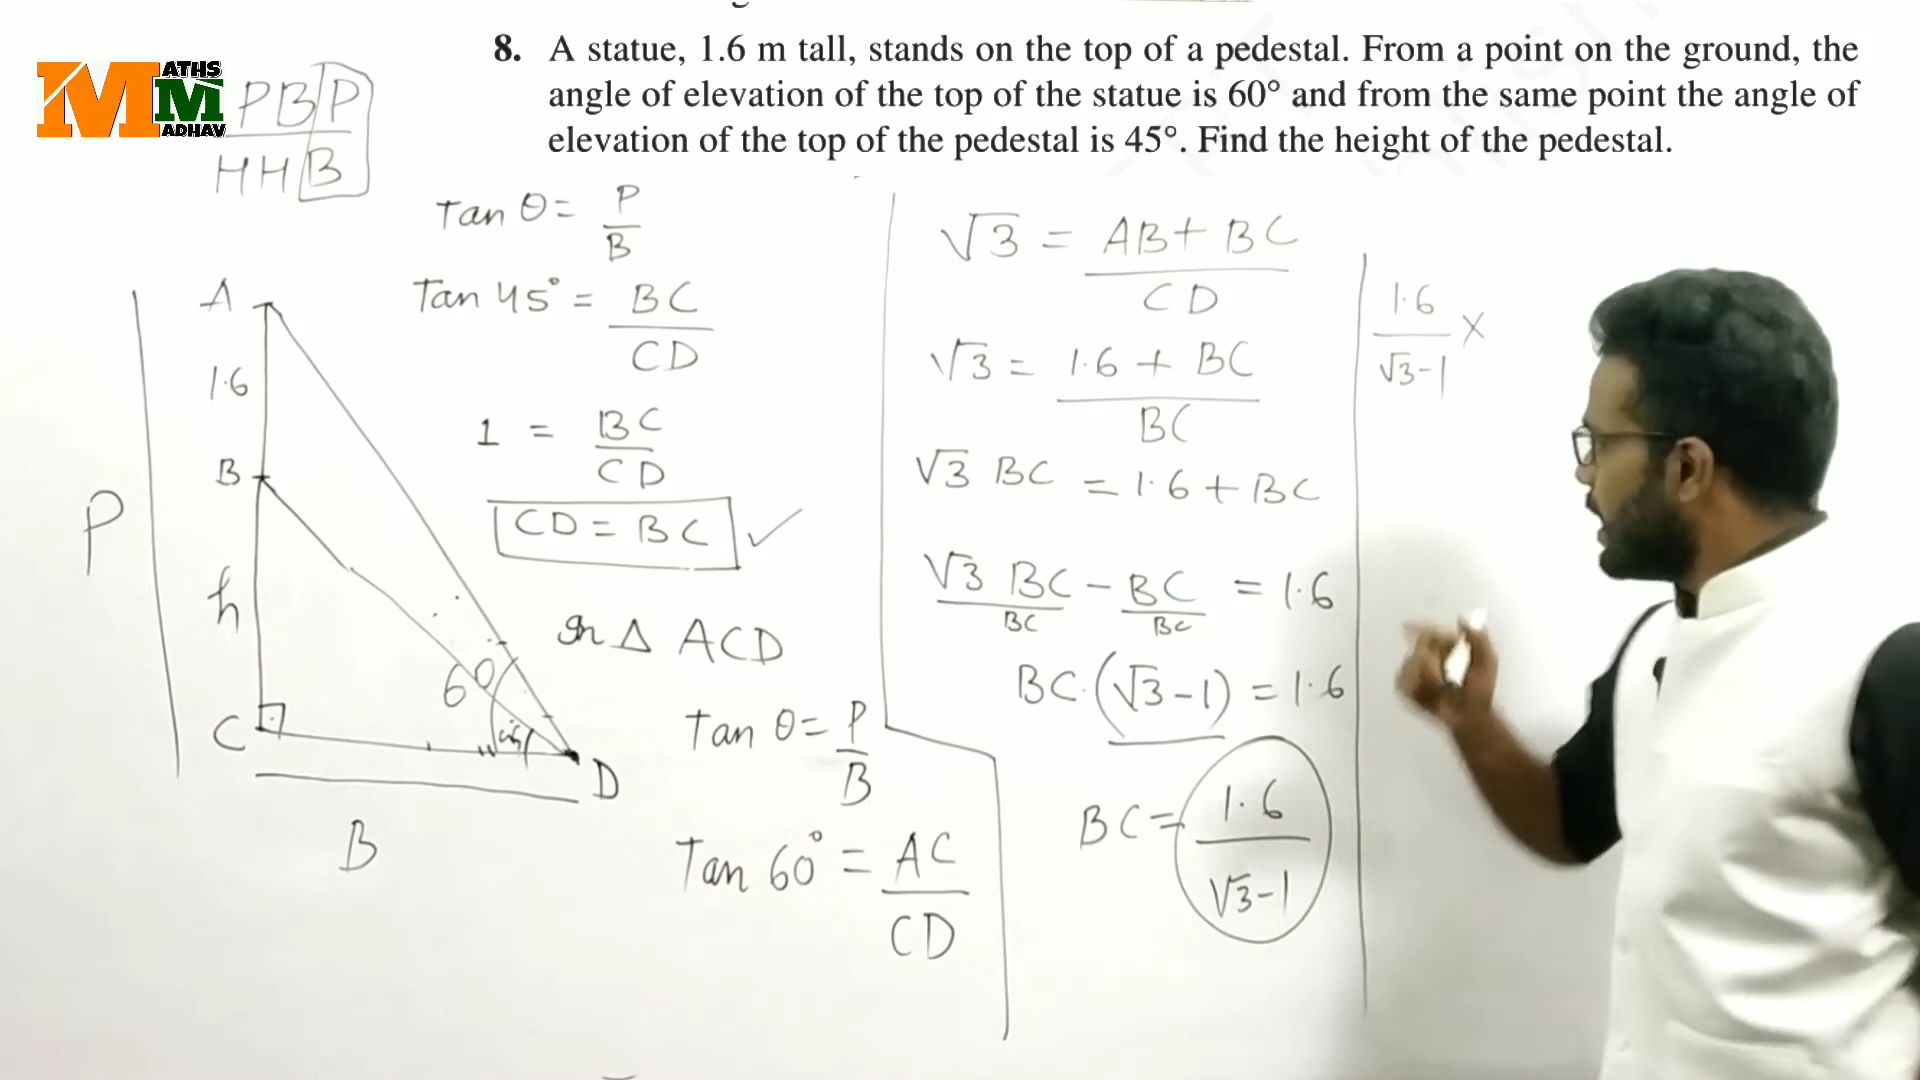 8. A statue, 1.6 m tall, stands on the top of a pedestal. From a point on the ground, the
angle of elevation of the top of the statue is 60° and from the same point the angle of
elevation of the top of the pedestal is 45°. Find the height of the pedestal.
MATHS
MADHAV
P B P
H H B
Tan θ = P/B
Tan 45° = BC/CD
1 = BC/CD
CD = BC ✓
A
1.6
B
h
C
D
P
B
60
45
In Δ ACD
Tan θ = P/B
Tan 60° = AC/CD
√3 = AB + BC/CD
√3 = 1.6 + BC/BC
√3 BC = 1.6 + BC
√3 BC/BC - BC/BC = 1.6
BC (√3-1) = 1.6
BC = 1.6/√3-1
1.6/√3-1 ×